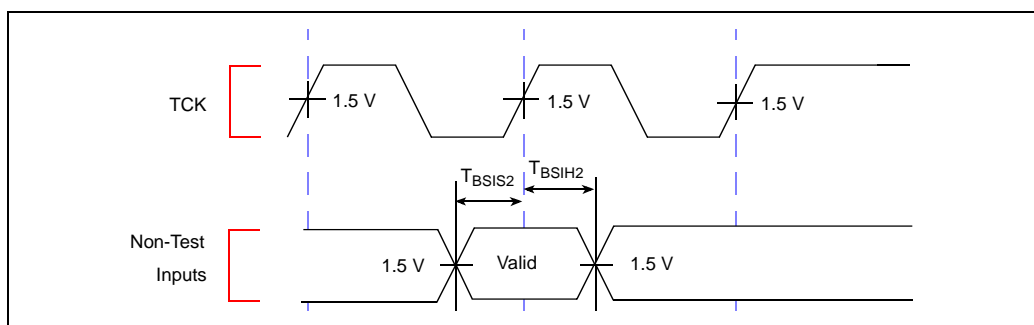 TCK
1.5 V
1.5 V
1.5 V
TBSIS2
TBSIH2
Non-Test
Inputs
1.5 V
Valid
1.5 V